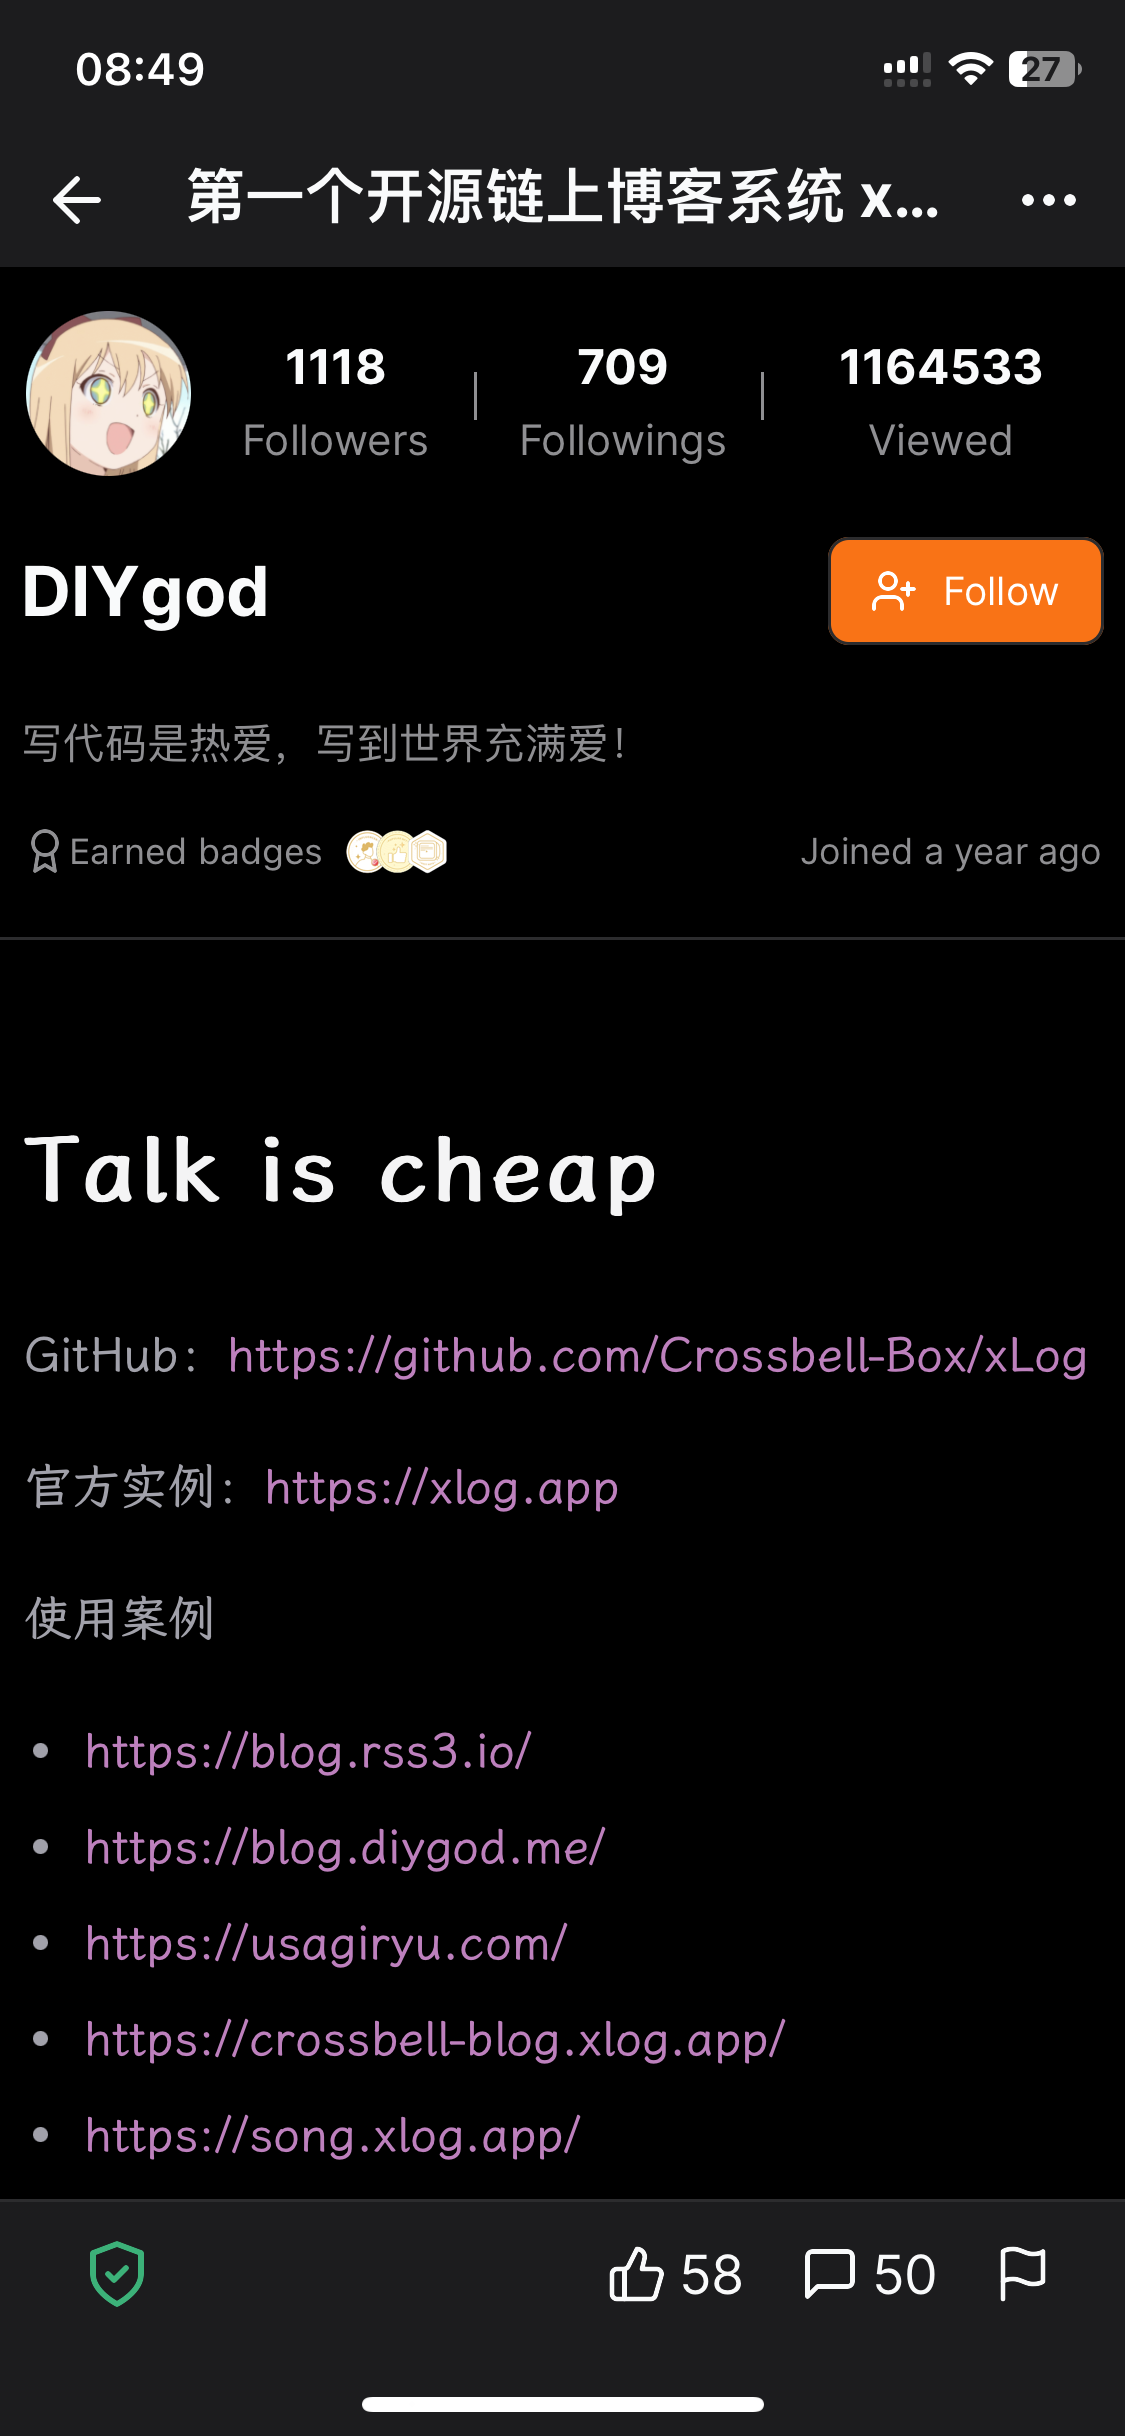 08:49
27
第一个开源链上博客系统 x...
1118
709
1164533
Followers
Followings
Viewed
DIYgod
Follow
写代码是热爱，写到世界充满爱！
Earned badges
Joined a year ago
Talk is cheap
GitHub：https://github.com/Crossbell-Box/xLog
官方实例：https://xlog.app
使用案例
https://blog.rss3.io/
https://blog.diygod.me/
https://usagiryu.com/
https://crossbell-blog.xlog.app/
https://song.xlog.app/
58
50